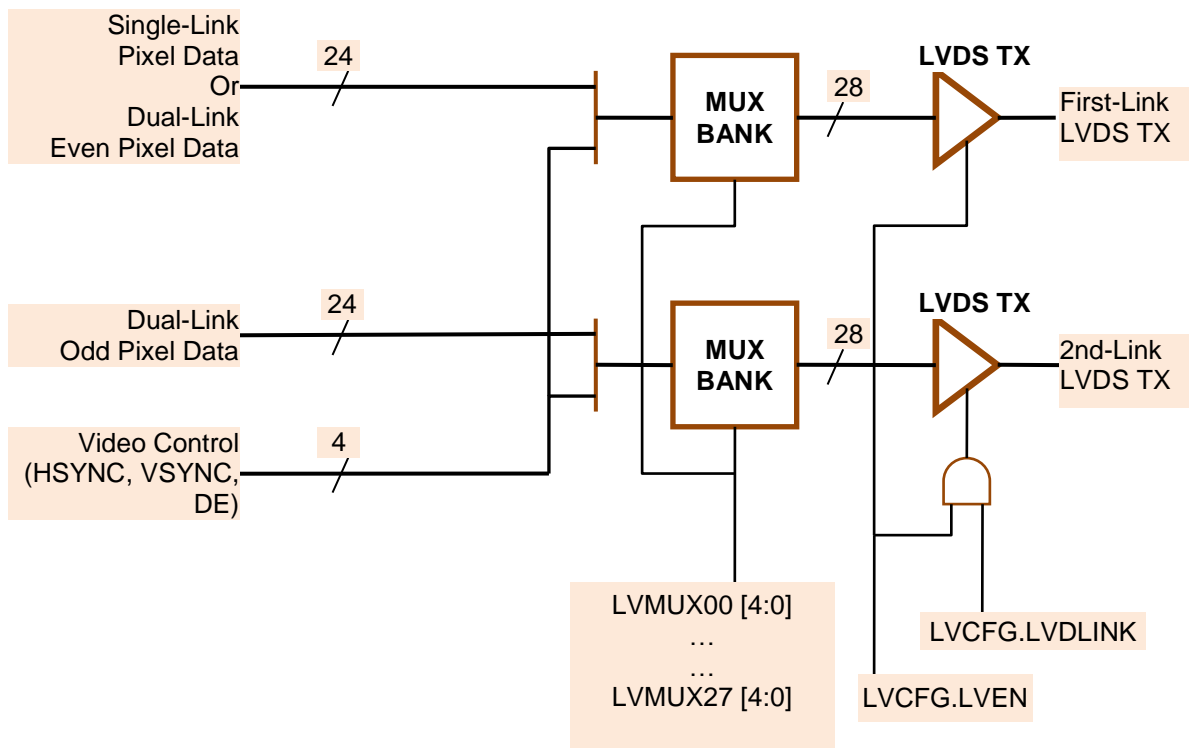 Single-Link
Pixel Data
Or
Dual-Link
Even Pixel Data
24
MUX
BANK
28
LVDS TX
First-Link
LVDS TX
Dual-Link
Odd Pixel Data
24
MUX
BANK
28
LVDS TX
2nd-Link
LVDS TX
Video Control
(HSYNC, VSYNC,
DE)
4
LVMUX00 [4:0]
…
…
LVMUX27 [4:0]
LVCFG.LVDLINK
LVCFG.LVEN